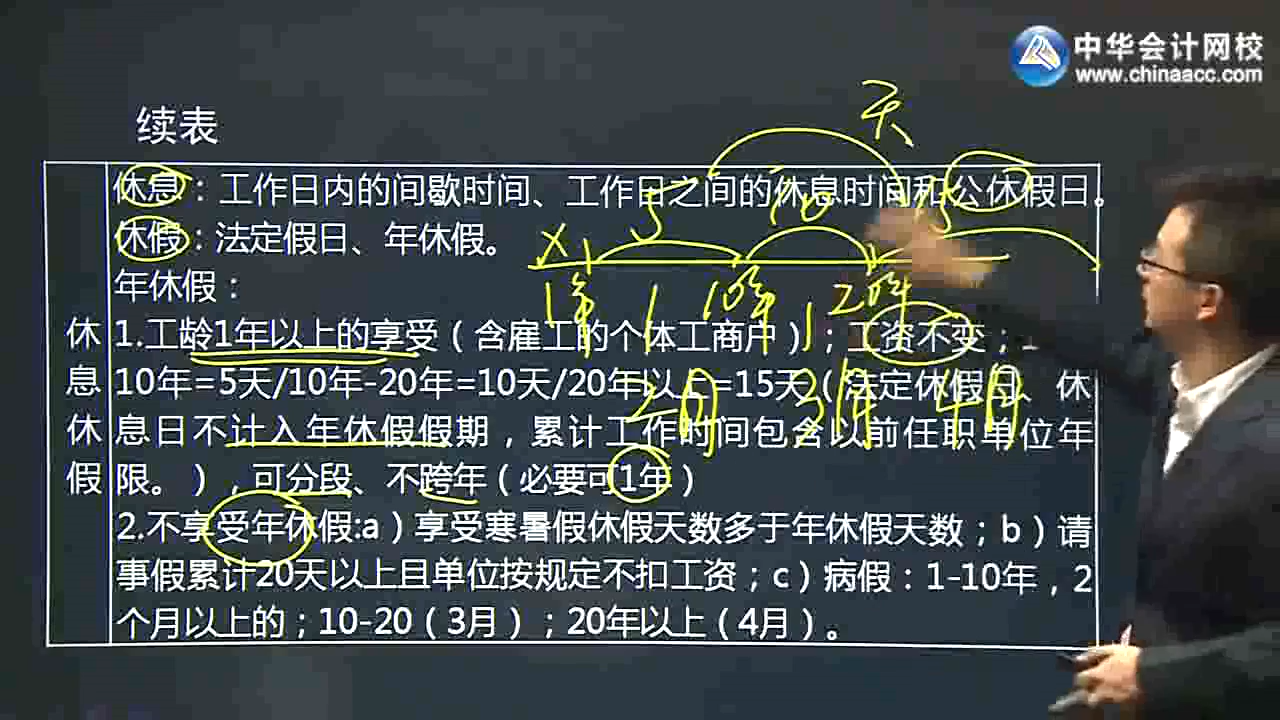 中华会计网校
www.chinaacc.com
续表
天
休息：工作日内的间歇时间、工作日之间的休息时间和公休假日。
5 10 15
休假：法定假日、年休假。
X
年休假：
1年 10年 20年
休息休假
1.工龄1年以上的享受（含雇工的个体工商户）；工资不变；1
10年=5天/10年-20年=10天/20年以上=15天（法定休假日、休
2月 3月 4月
息日不计入年休假假期，累计工作时间包含以前任职单位年
限。），可分段、不跨年（必要可1年）
2.不享受年休假:a）享受寒暑假休假天数多于年休假天数；b）请
事假累计20天以上且单位按规定不扣工资；c）病假：1-10年，2
个月以上的；10-20（3月）；20年以上（4月）。